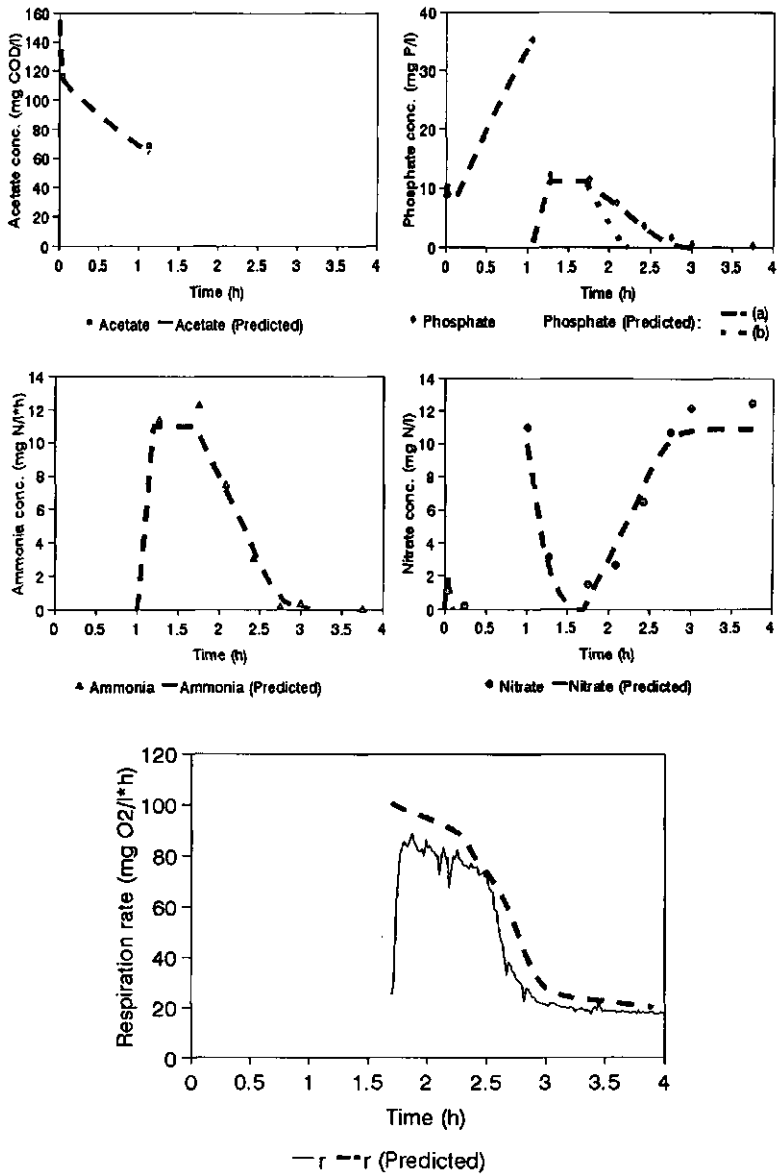 Acetate conc. (mg COD/l)
160
140
120
100
80
60
40
20
0
0 0.5 1 1.5 2 2.5 3 3.5 4
Time (h)
Acetate — Acetate (Predicted)
Phosphate conc. (mg P/l)
40
30
20
10
0
0 0.5 1 1.5 2 2.5 3 3.5 4
Time (h)
Phosphate Phosphate (Predicted): (a)
(b)
Ammonia conc. (mg N/l*h)
14
12
10
8
6
4
2
0
0 0.5 1 1.5 2 2.5 3 3.5 4
Time (h)
Ammonia — Ammonia (Predicted)
Nitrate conc. (mg N/l)
14
12
10
8
6
4
2
0
0 0.5 1 1.5 2 2.5 3 3.5 4
Time (h)
Nitrate — Nitrate (Predicted)
Respiration rate (mg O2/l*h)
120
100
80
60
40
20
0
0 0.5 1 1.5 2 2.5 3 3.5 4
Time (h)
— r r (Predicted)